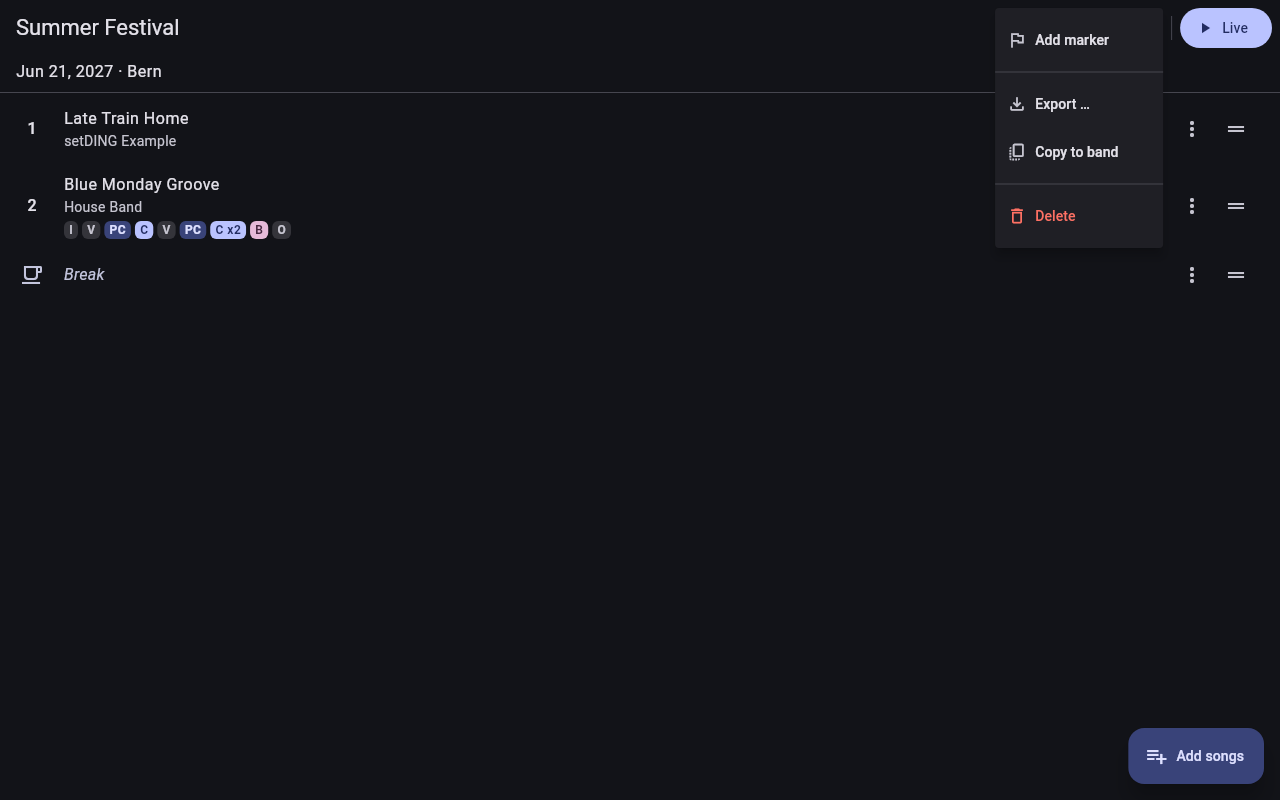 Summer Festival
Jun 21, 2027 · Bern
Add marker
Export ...
Copy to band
Delete
Live
1
Late Train Home
setDING Example
2
Blue Monday Groove
House Band
I V PC C V PC C x2 B O
Break
Add songs